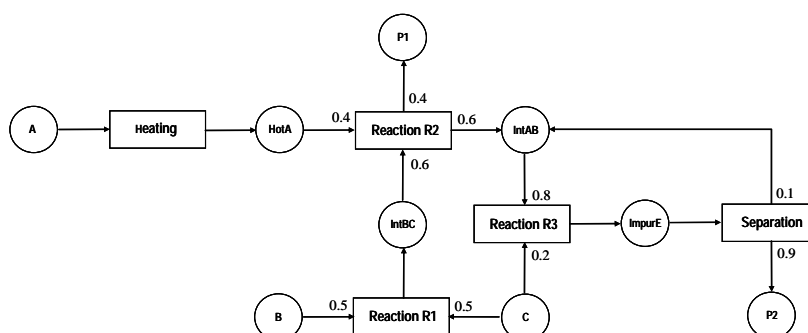 P1
0.4
A
Heating
HotA
0.4
Reaction R2
0.6
IntAB
0.6
0.8
0.1
IntBC
Reaction R3
ImpurE
Separation
0.2
0.9
B
0.5
Reaction R1
0.5
C
P2